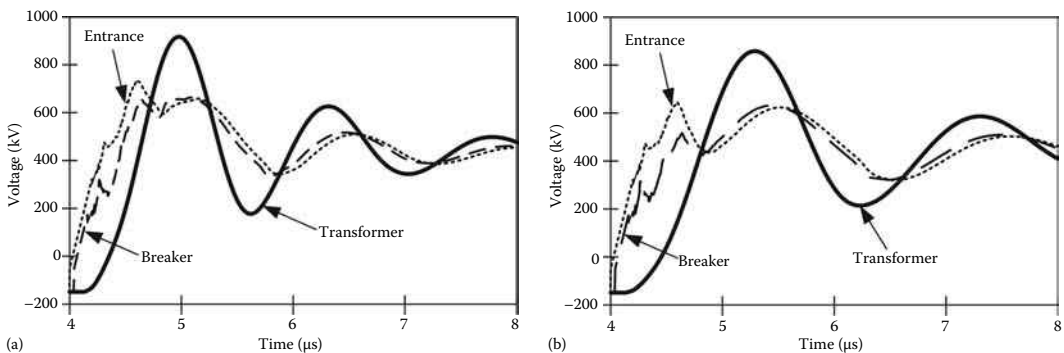 1000
800
600
400
200
0
−200
Voltage (kV)
Entrance
Transformer
Breaker
4
5
6
7
8
Time (µs)
(a)
1000
800
600
400
200
0
−200
Voltage (kV)
Entrance
Breaker
Transformer
4
5
6
7
8
Time (µs)
(b)